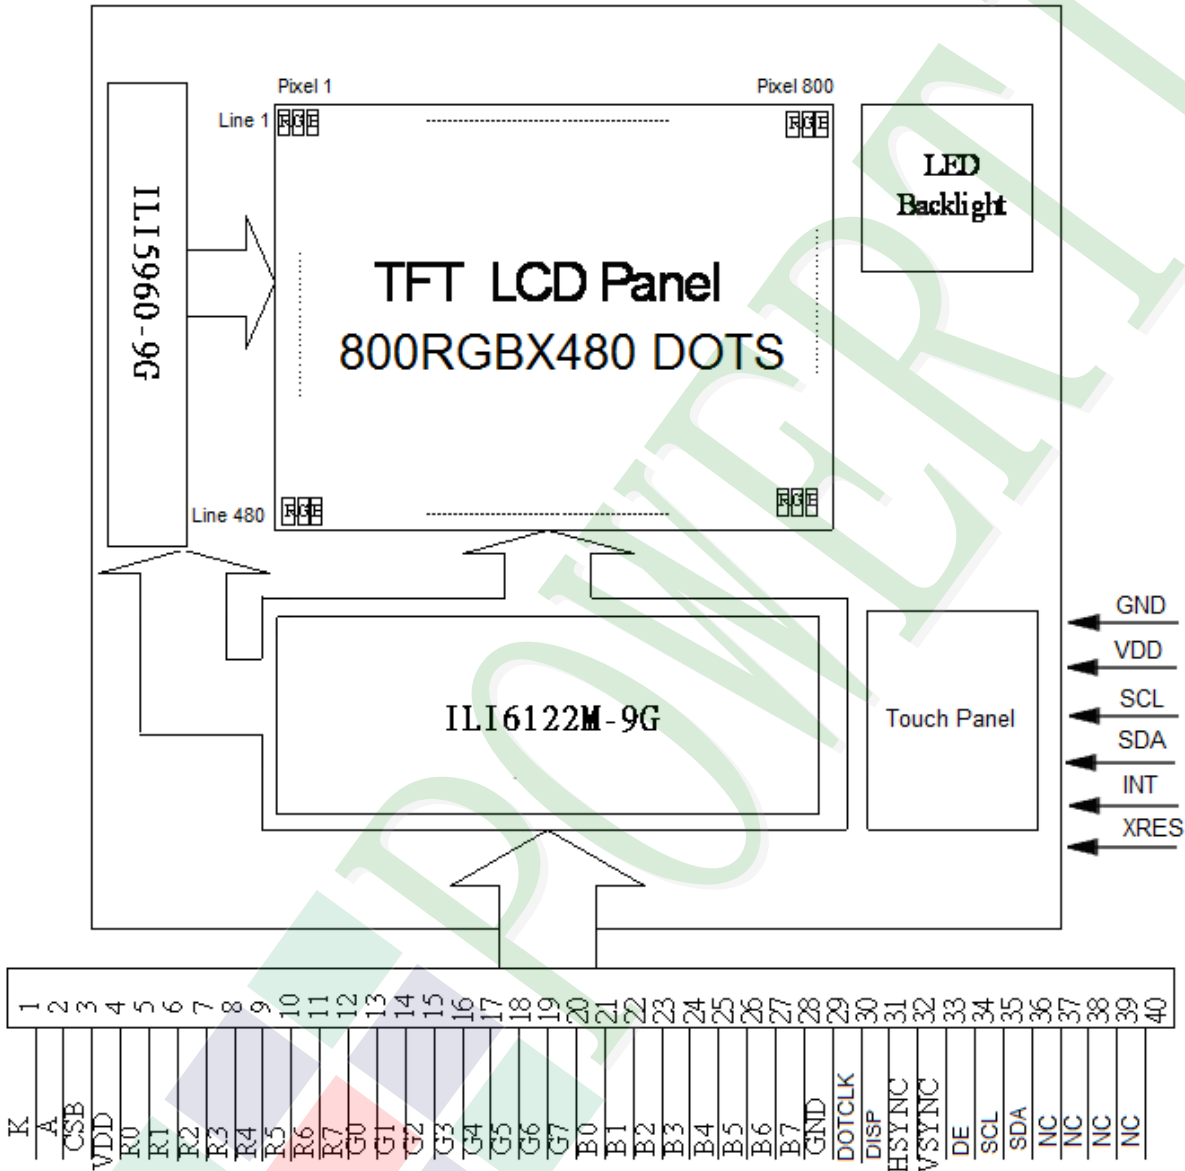 Pixel 1
Pixel 800
Line 1
RGB
RGB
LED
Backlight
ILI5960-9G
TFT LCD Panel
800RGBX480 DOTS
Line 480
RGB
RGB
GND
VDD
SCL
SDA
INT
XRES
ILI6122M-9G
Touch Panel
1 2 3 4 5 6 7 8 9 10 11 12 13 14 15 16 17 18 19 20 21 22 23 24 25 26 27 28 29 30 31 32 33 34 35 36 37 38 39 40
K A CSB VDD R0 R1 R2 R3 R4 R5 R6 R7 G0 G1 G2 G3 G4 G5 G6 G7 B0 B1 B2 B3 B4 B5 B6 B7 GND DOTCLK DISP HSYNC VSYNC DE SCL SDA NC NC NC NC
POWERT